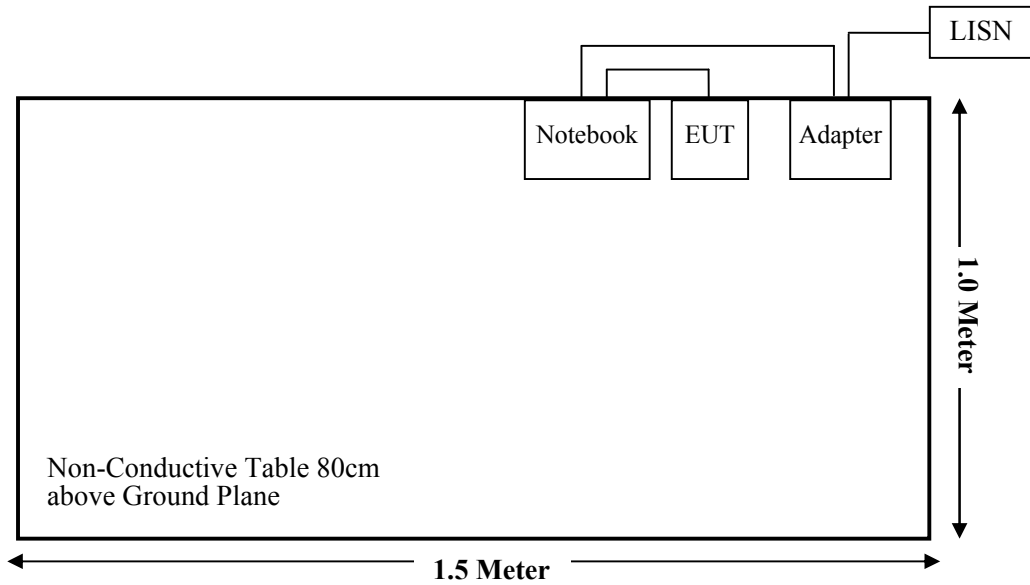 LISN
Notebook
EUT
Adapter
1.0 Meter
Non-Conductive Table 80cm
above Ground Plane
1.5 Meter